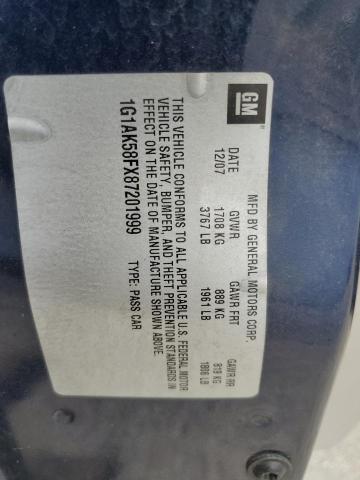 GM
MFD BY GENERAL MOTORS CORP.
DATE GVWR GAWR FRT GAWR RR
12/07 1708 KG 889 KG 819 KG
3767 LB 1961 LB 1806 LB
THIS VEHICLE CONFORMS TO ALL APPLICABLE U.S. FEDERAL MOTOR
VEHICLE SAFETY, BUMPER, AND THEFT PREVENTION STANDARDS IN
EFFECT ON THE DATE OF MANUFACTURE SHOWN ABOVE.
1G1AK58FX87201999 TYPE: PASS CAR